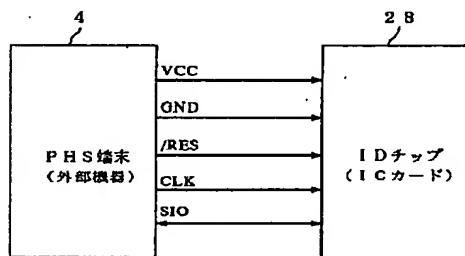 4
28
VCC
GND
/RES
CLK
SIO
PHS端末
(外部機器)
IDチップ
(ICカード)